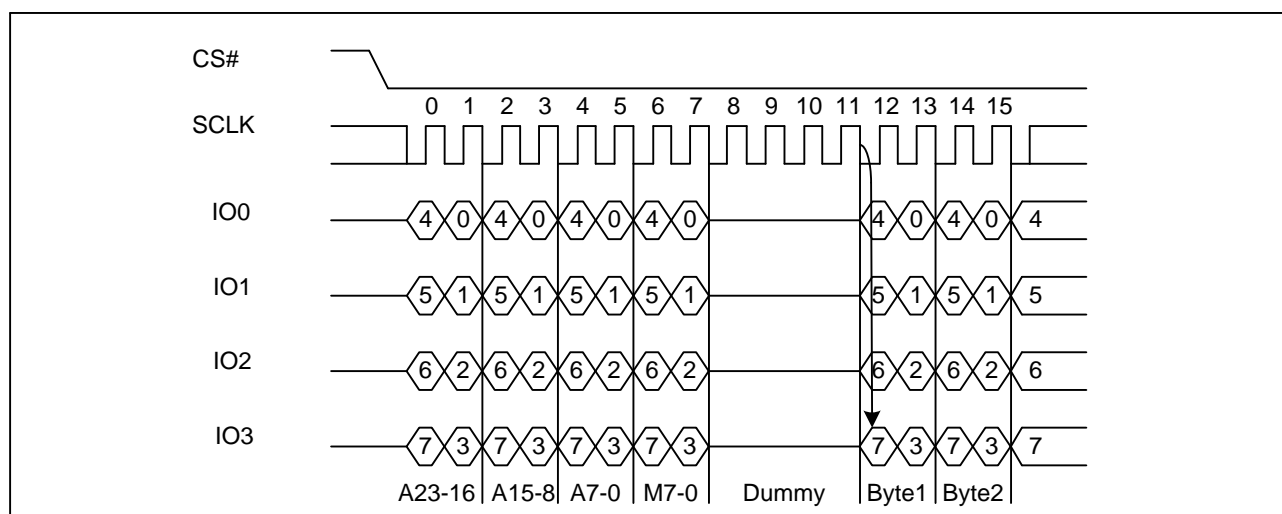 CS#
0 1 2 3 4 5 6 7 8 9 10 11 12 13 14 15
SCLK
IO0 4 0 4 0 4 0 4 0 4 0 4 0 4
IO1 5 1 5 1 5 1 5 1 5 1 5 1 5
IO2 6 2 6 2 6 2 6 2 6 2 6 2 6
IO3 7 3 7 3 7 3 7 3 7 3 7 3 7
A23-16 A15-8 A7-0 M7-0 Dummy Byte1 Byte2